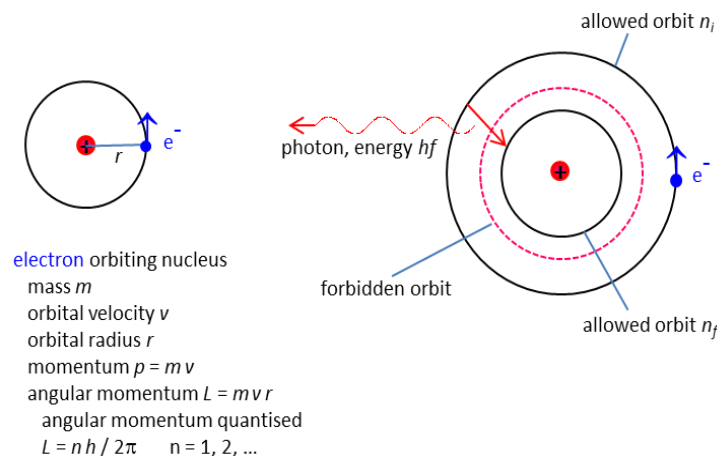 +
r
e-
electron orbiting nucleus
mass m
orbital velocity v
orbital radius r
momentum p = m v
angular momentum L = m v r
angular momentum quantised
L = n h / 2π n = 1, 2, ...
allowed orbit nᵢ
photon, energy hf
+
e-
forbidden orbit
allowed orbit n_f